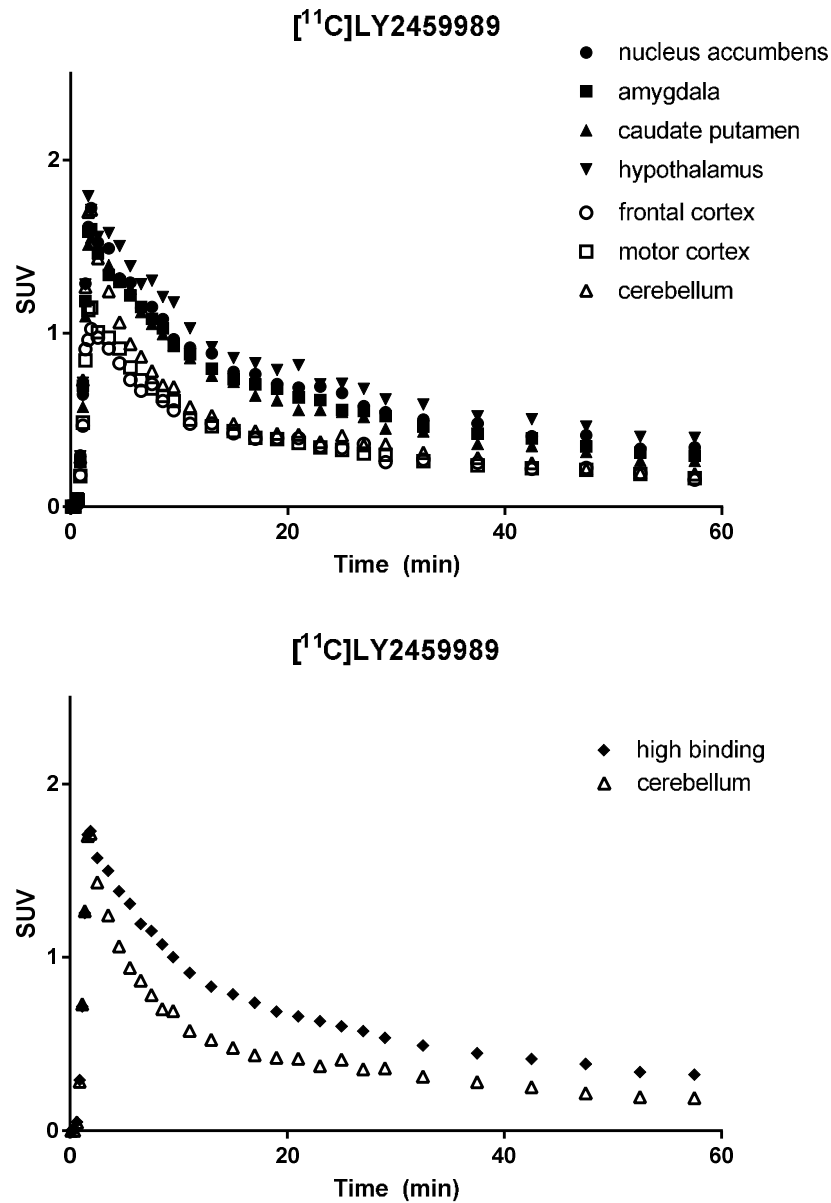 [¹¹C]LY2459989
nucleus accumbens
amygdala
caudate putamen
hypothalamus
frontal cortex
motor cortex
cerebellum
SUV
2
1
0
0 20 40 60
Time (min)
[¹¹C]LY2459989
high binding
cerebellum
SUV
2
1
0
0 20 40 60
Time (min)